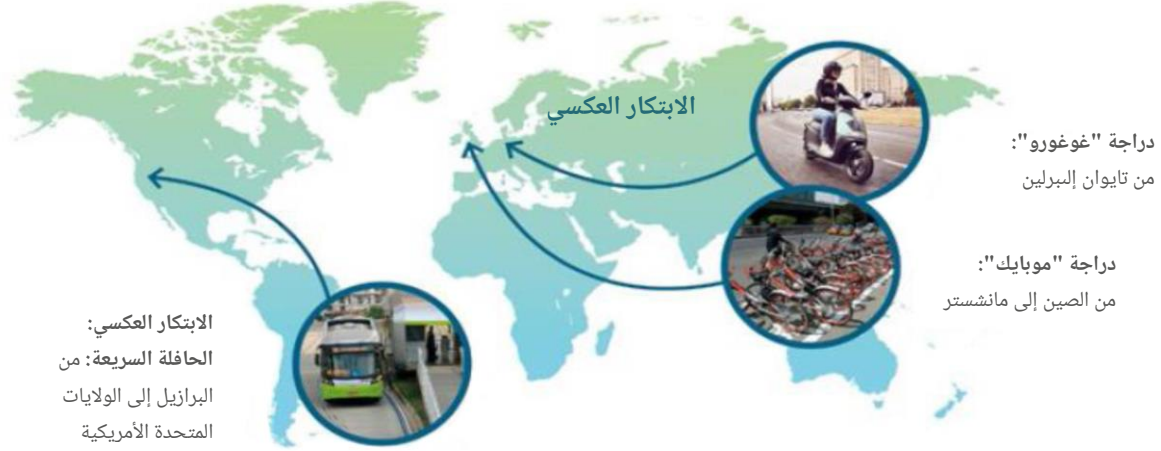 الابتكار العكسي
دراجة "غوغورو":
من تايوان إلىبرلين
دراجة "موبايك":
من الصين إلى مانشستر
الابتكار العكسي:
الحافلة السريعة: من
البرازيل إلى الولايات
المتحدة الأمريكية